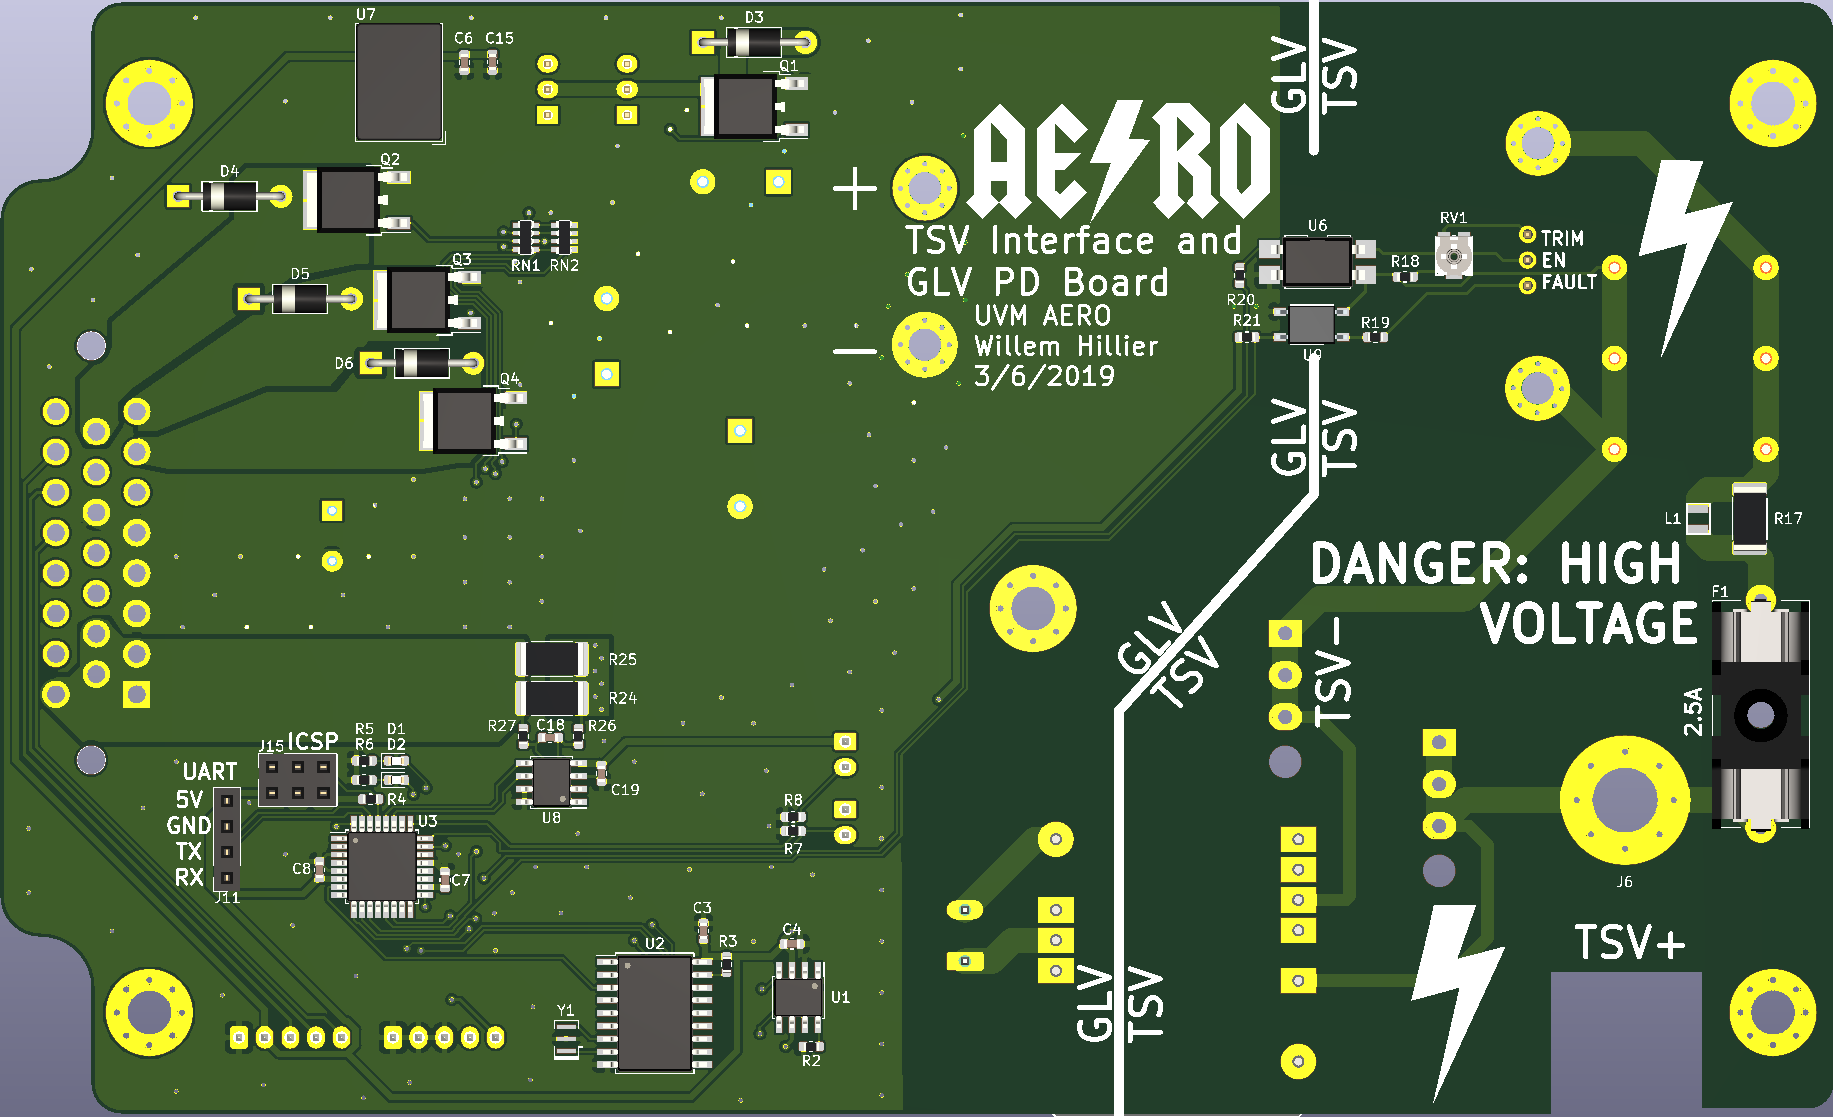 U7
C6
C15
D3
Q1
GLV
TSV
AERO
TSV Interface and
GLV PD Board
UVM AERO
Willem Hillier
3/6/2019
+
−
Q2
D4
RN1
RN2
Q3
D5
D6
Q4
U6
RV1
TRIM
EN
FAULT
R18
R20
R21
R19
U9
GLV
TSV
L1
R17
DANGER: HIGH
VOLTAGE
F1
2.5A
GLV
TSV
TSV-
R25
R24
R27
C18
R26
C19
U8
R5
D1
R6
D2
J15
ICSP
R4
UART
5V
GND
TX
RX
J11
U3
C8
C7
R8
R7
C3
R3
C4
U2
U1
Y1
R2
J6
TSV+
GLV
TSV